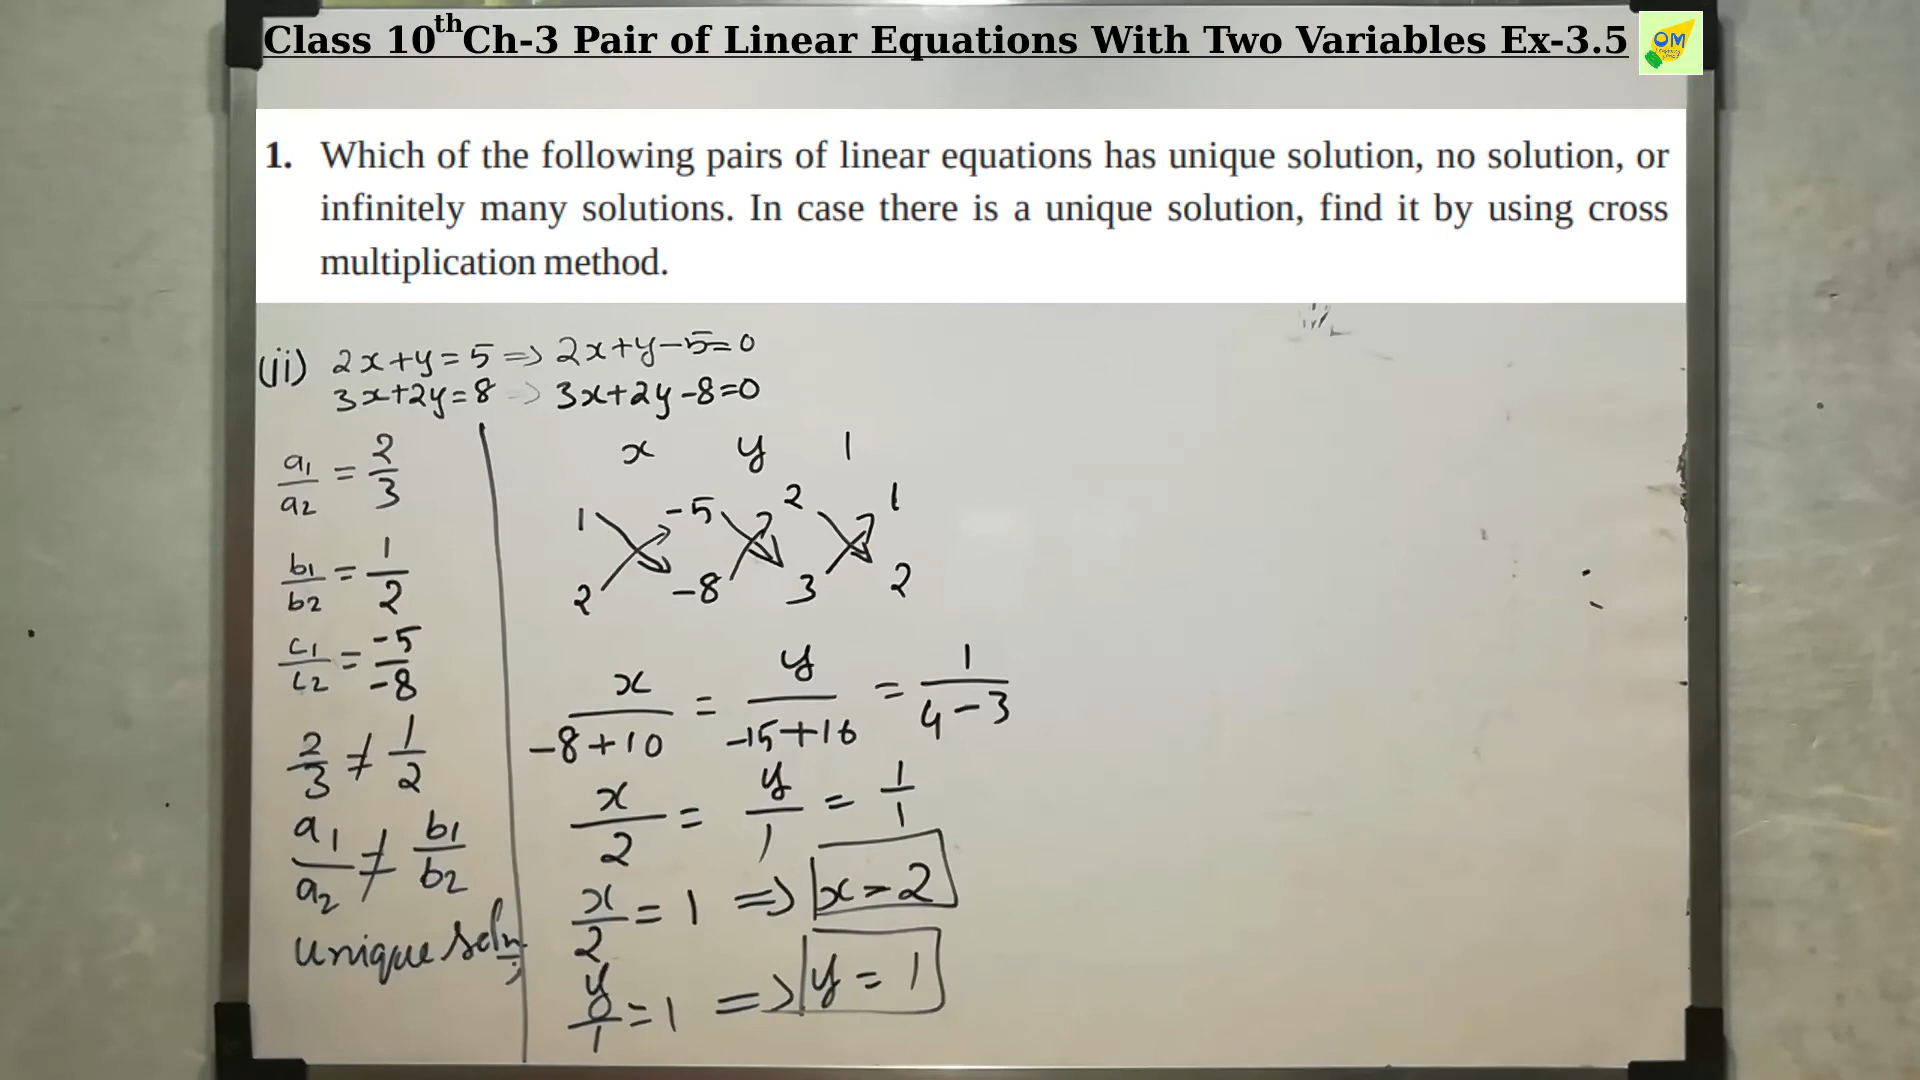 Class 10th Ch-3 Pair of Linear Equations With Two Variables Ex-3.5
OM
1. Which of the following pairs of linear equations has unique solution, no solution, or
infinitely many solutions. In case there is a unique solution, find it by using cross
multiplication method.
(ii) 2x+y=5 => 2x+y-5=0
3x+2y=8 => 3x+2y-8=0
a1/a2 = 2/3
b1/b2 = 1/2
c1/c2 = -5/-8
2/3 ≠ 1/2
a1/a2 ≠ b1/b2
unique soln.
x y 1
1 -5 2 1
2 -8 3 2
x/-8+10 = y/-15+16 = 1/4-3
x/2 = y/1 = 1/1
x/2 = 1 => x=2
y/1 = 1 => y=1